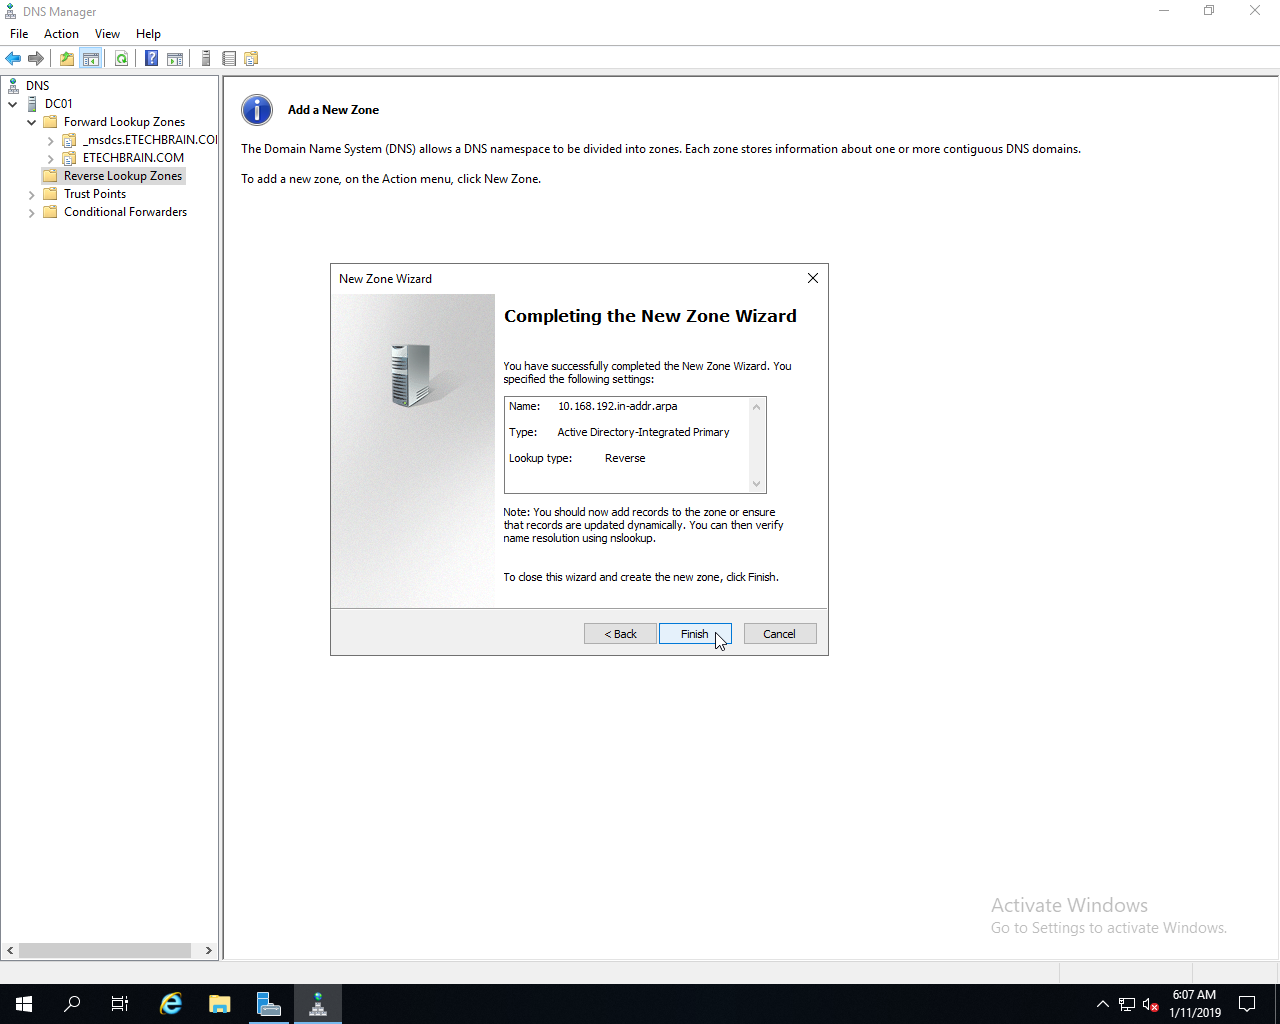 DNS Manager
File Action View Help
DNS
DC01
Forward Lookup Zones
_msdcs.ETECHBRAIN.CO
ETECHBRAIN.COM
Reverse Lookup Zones
Trust Points
Conditional Forwarders
Add a New Zone
The Domain Name System (DNS) allows a DNS namespace to be divided into zones. Each zone stores information about one or more contiguous DNS domains.
To add a new zone, on the Action menu, click New Zone.
New Zone Wizard
Completing the New Zone Wizard
You have successfully completed the New Zone Wizard. You
specified the following settings:
Name: 10.168.192.in-addr.arpa
Type: Active Directory-Integrated Primary
Lookup type: Reverse
Note: You should now add records to the zone or ensure
that records are updated dynamically. You can then verify
name resolution using nslookup.
To close this wizard and create the new zone, click Finish.
< Back Finish Cancel
Activate Windows
Go to Settings to activate Windows.
6:07 AM
1/11/2019